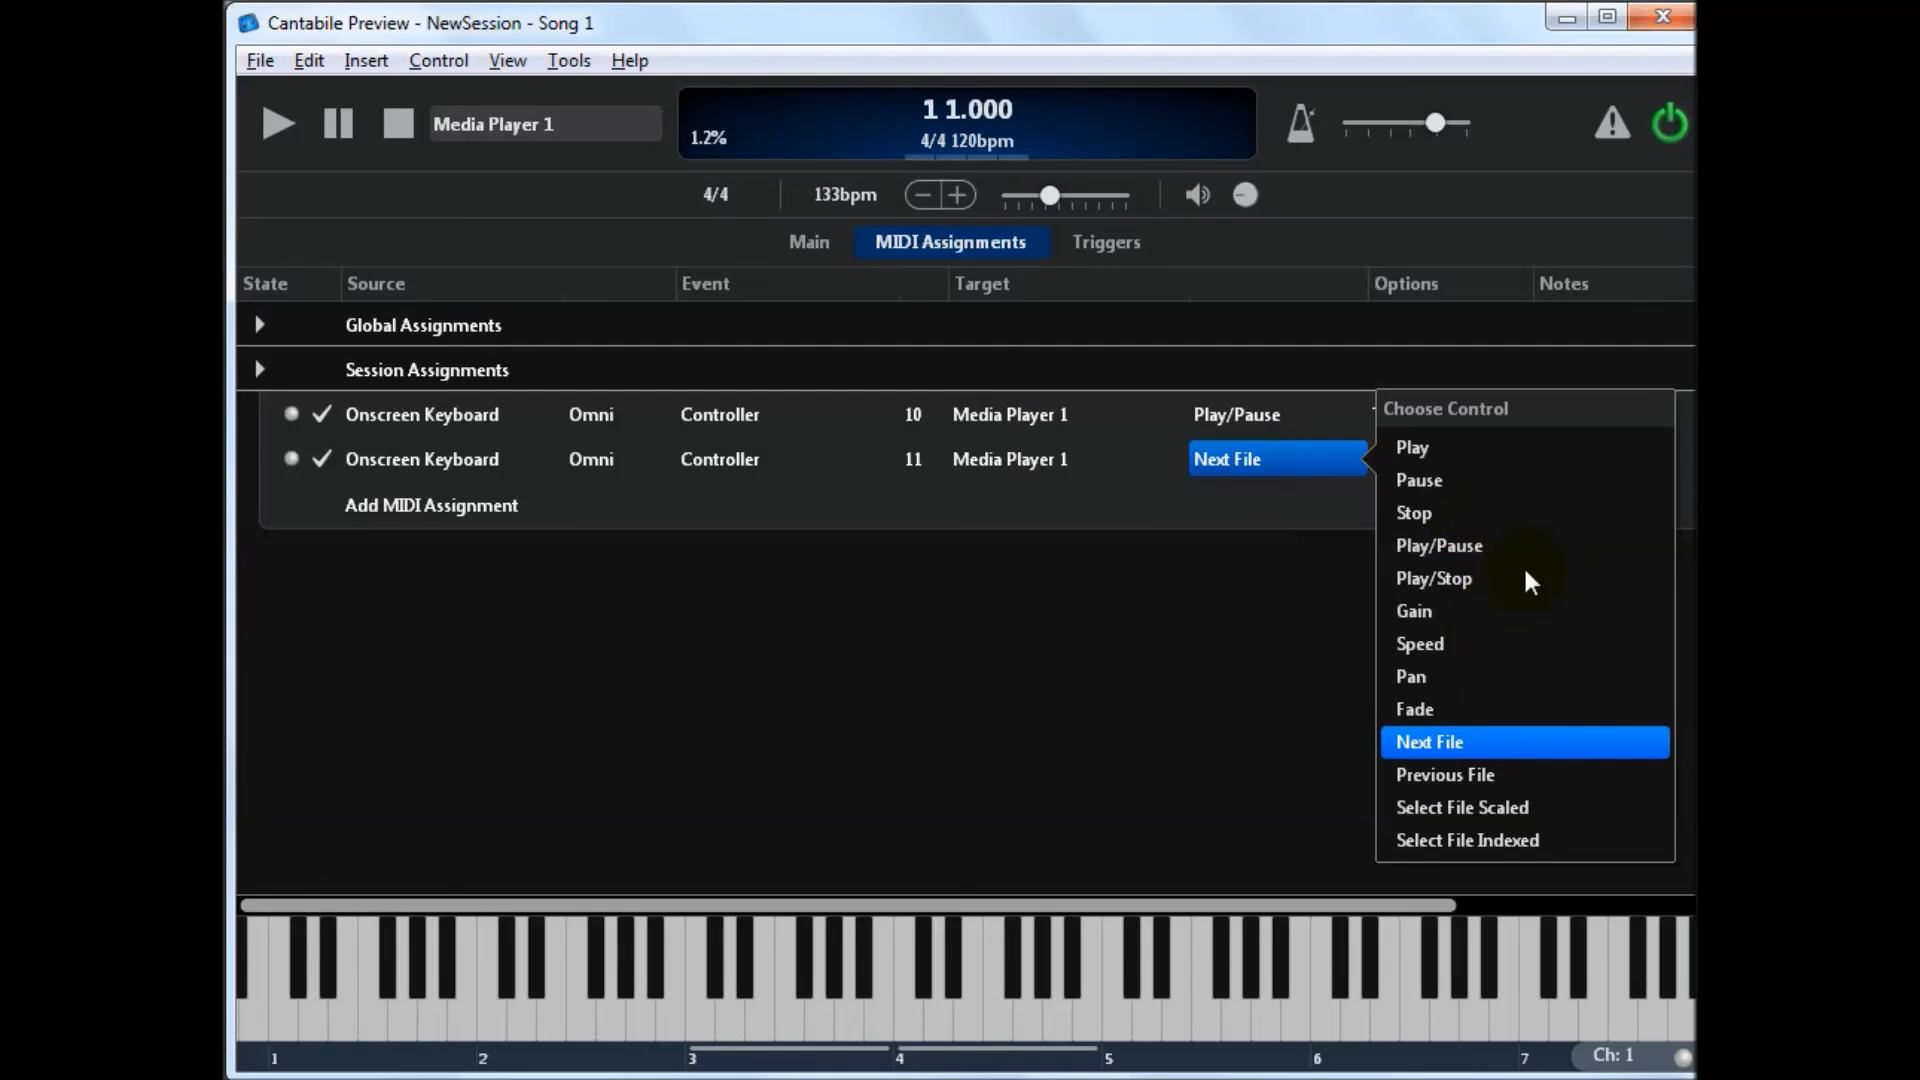 Cantabile Preview - NewSession - Song 1
File Edit Insert Control View Tools Help
Media Player 1
1 1.000
1.2%
4/4 120bpm
4/4 133bpm
Main MIDI Assignments Triggers
State Source Event Target Options Notes
Global Assignments
Session Assignments
Onscreen Keyboard Omni Controller 10 Media Player 1 Play/Pause
Onscreen Keyboard Omni Controller 11 Media Player 1 Next File
Add MIDI Assignment
Choose Control
Play
Pause
Stop
Play/Pause
Play/Stop
Gain
Speed
Pan
Fade
Next File
Previous File
Select File Scaled
Select File Indexed
1 2 3 4 5 6 7 Ch: 1